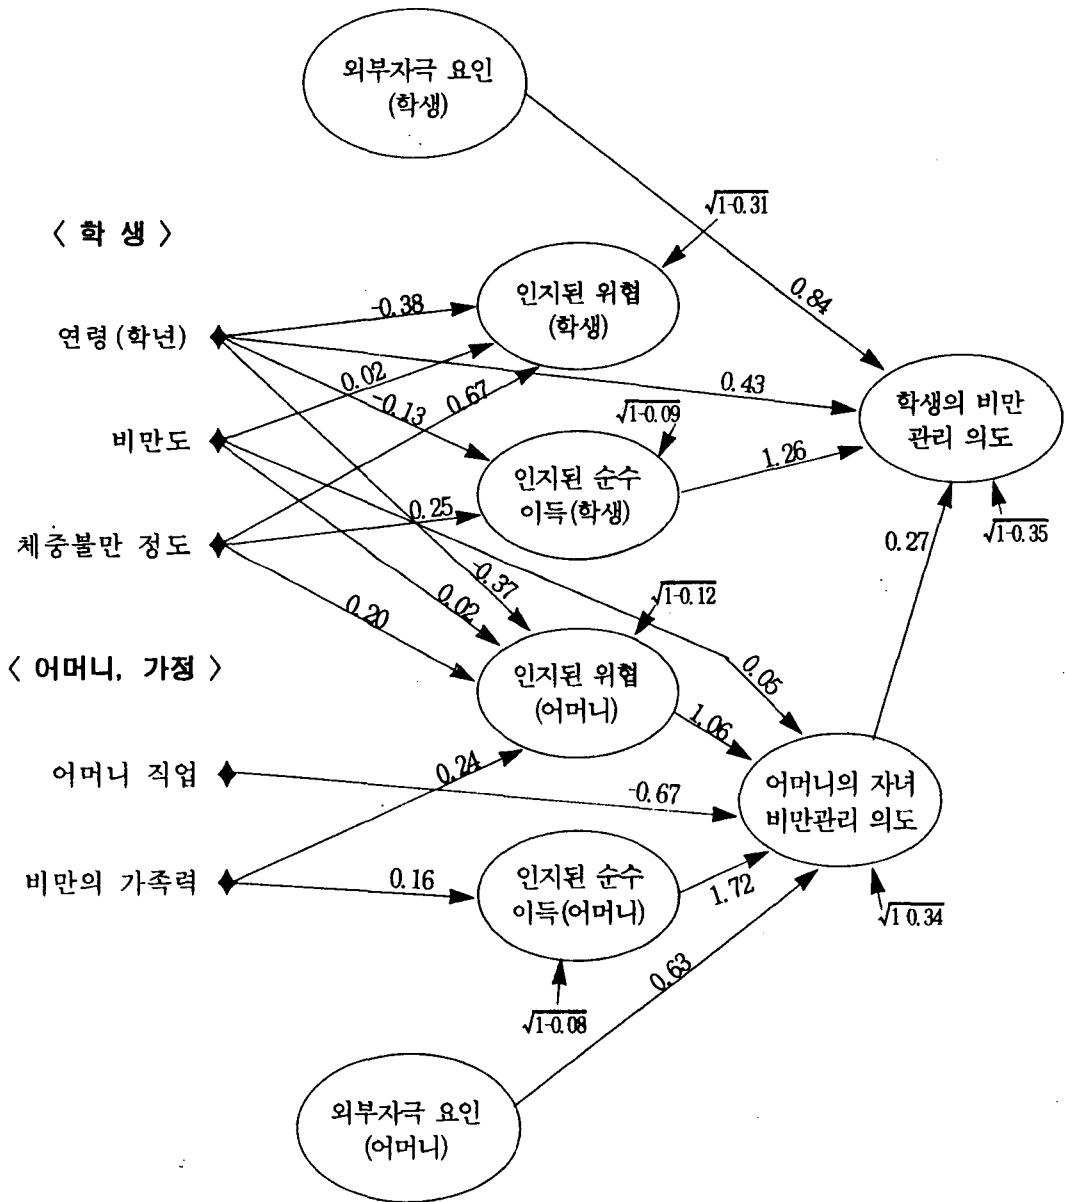 외부자극 요인
(학생)
√1-0.31
〈 학 생 〉
0.84
인지된 위협
(학생)
-0.38
연령(학년)
0.02
0.67
0.43
-0.13
√1-0.09
학생의 비만
관리 의도
비만도
1.26
인지된 순수
이득(학생)
0.25
체중불만 정도
√1-0.35
0.27
-0.37
0.02
√1-0.12
0.20
〈 어머니, 가정 〉
인지된 위협
(어머니)
0.05
1.06
0.24
어머니 직업
-0.67
어머니의 자녀
비만관리 의도
비만의 가족력
0.16
인지된 순수
이득(어머니)
1.72
√1 0.34
0.63
√1-0.08
외부자극 요인
(어머니)